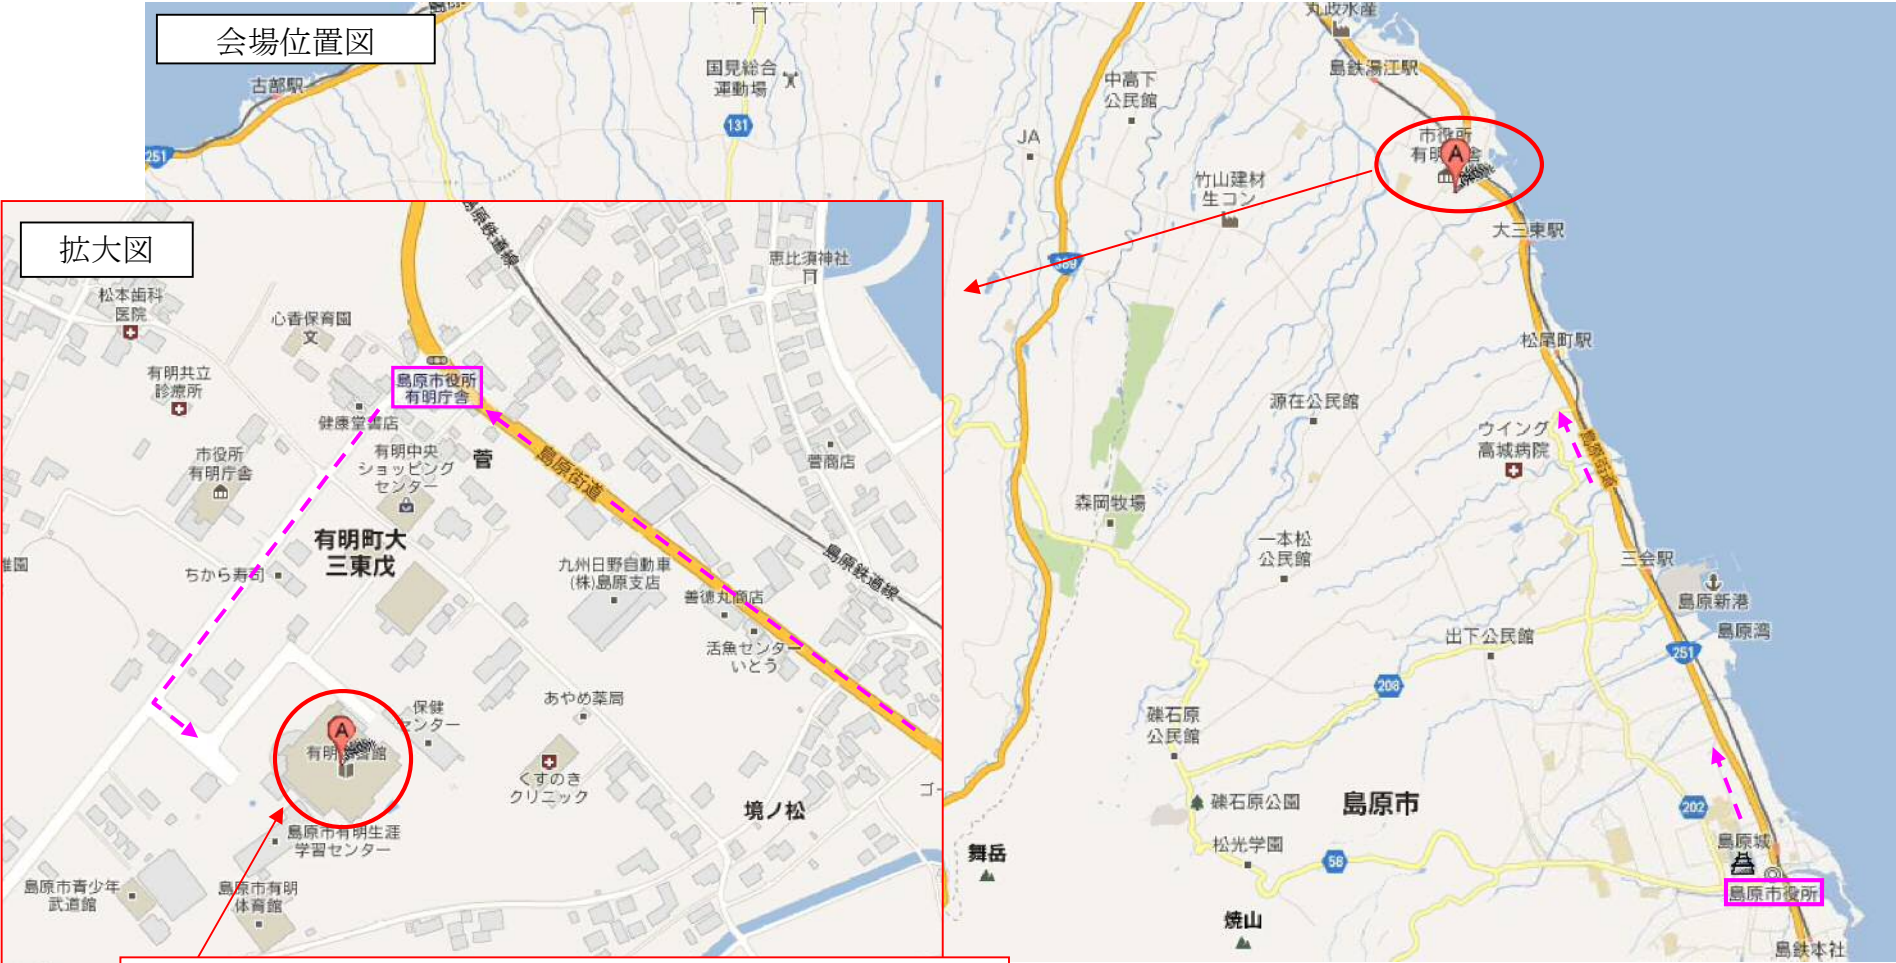 会場位置図
古部駅
251
国見総合
運動場
131
JA
中高下
公民館
竹山建材
生コン
丸政水産
島鉄湯江駅
市役所
A
大三東駅
389
松尾町駅
源在公民館
ウイング
高城病院
島原街道
森岡牧場
一本松
公民館
三会駅
島原新港
島原湾
出下公民館
251
208
礫石原
公民館
礫石原公園
島原市
202
松光学園
58
島原城
島原市役所
舞岳
焼山
島鉄本社
拡大図
島原鉄道線
恵比須神社
松本歯科
医院
心香保育園
文
有明共立
診療所
島原市役所
有明庁舎
健康堂書店
市役所
有明庁舎
有明中央
ショッピング
センター
菅
菅商店
島原街道
有明町大
三東戊
ちから寿司
九州日野自動車
(株)島原支店
善徳丸商店
島原鉄道線
活魚センター
いとう
あやめ薬局
保健
センター
A
くすのき
クリニック
境ノ松
島原市有明生涯
学習センター
島原市青少年
武道館
島原市有明
体育館